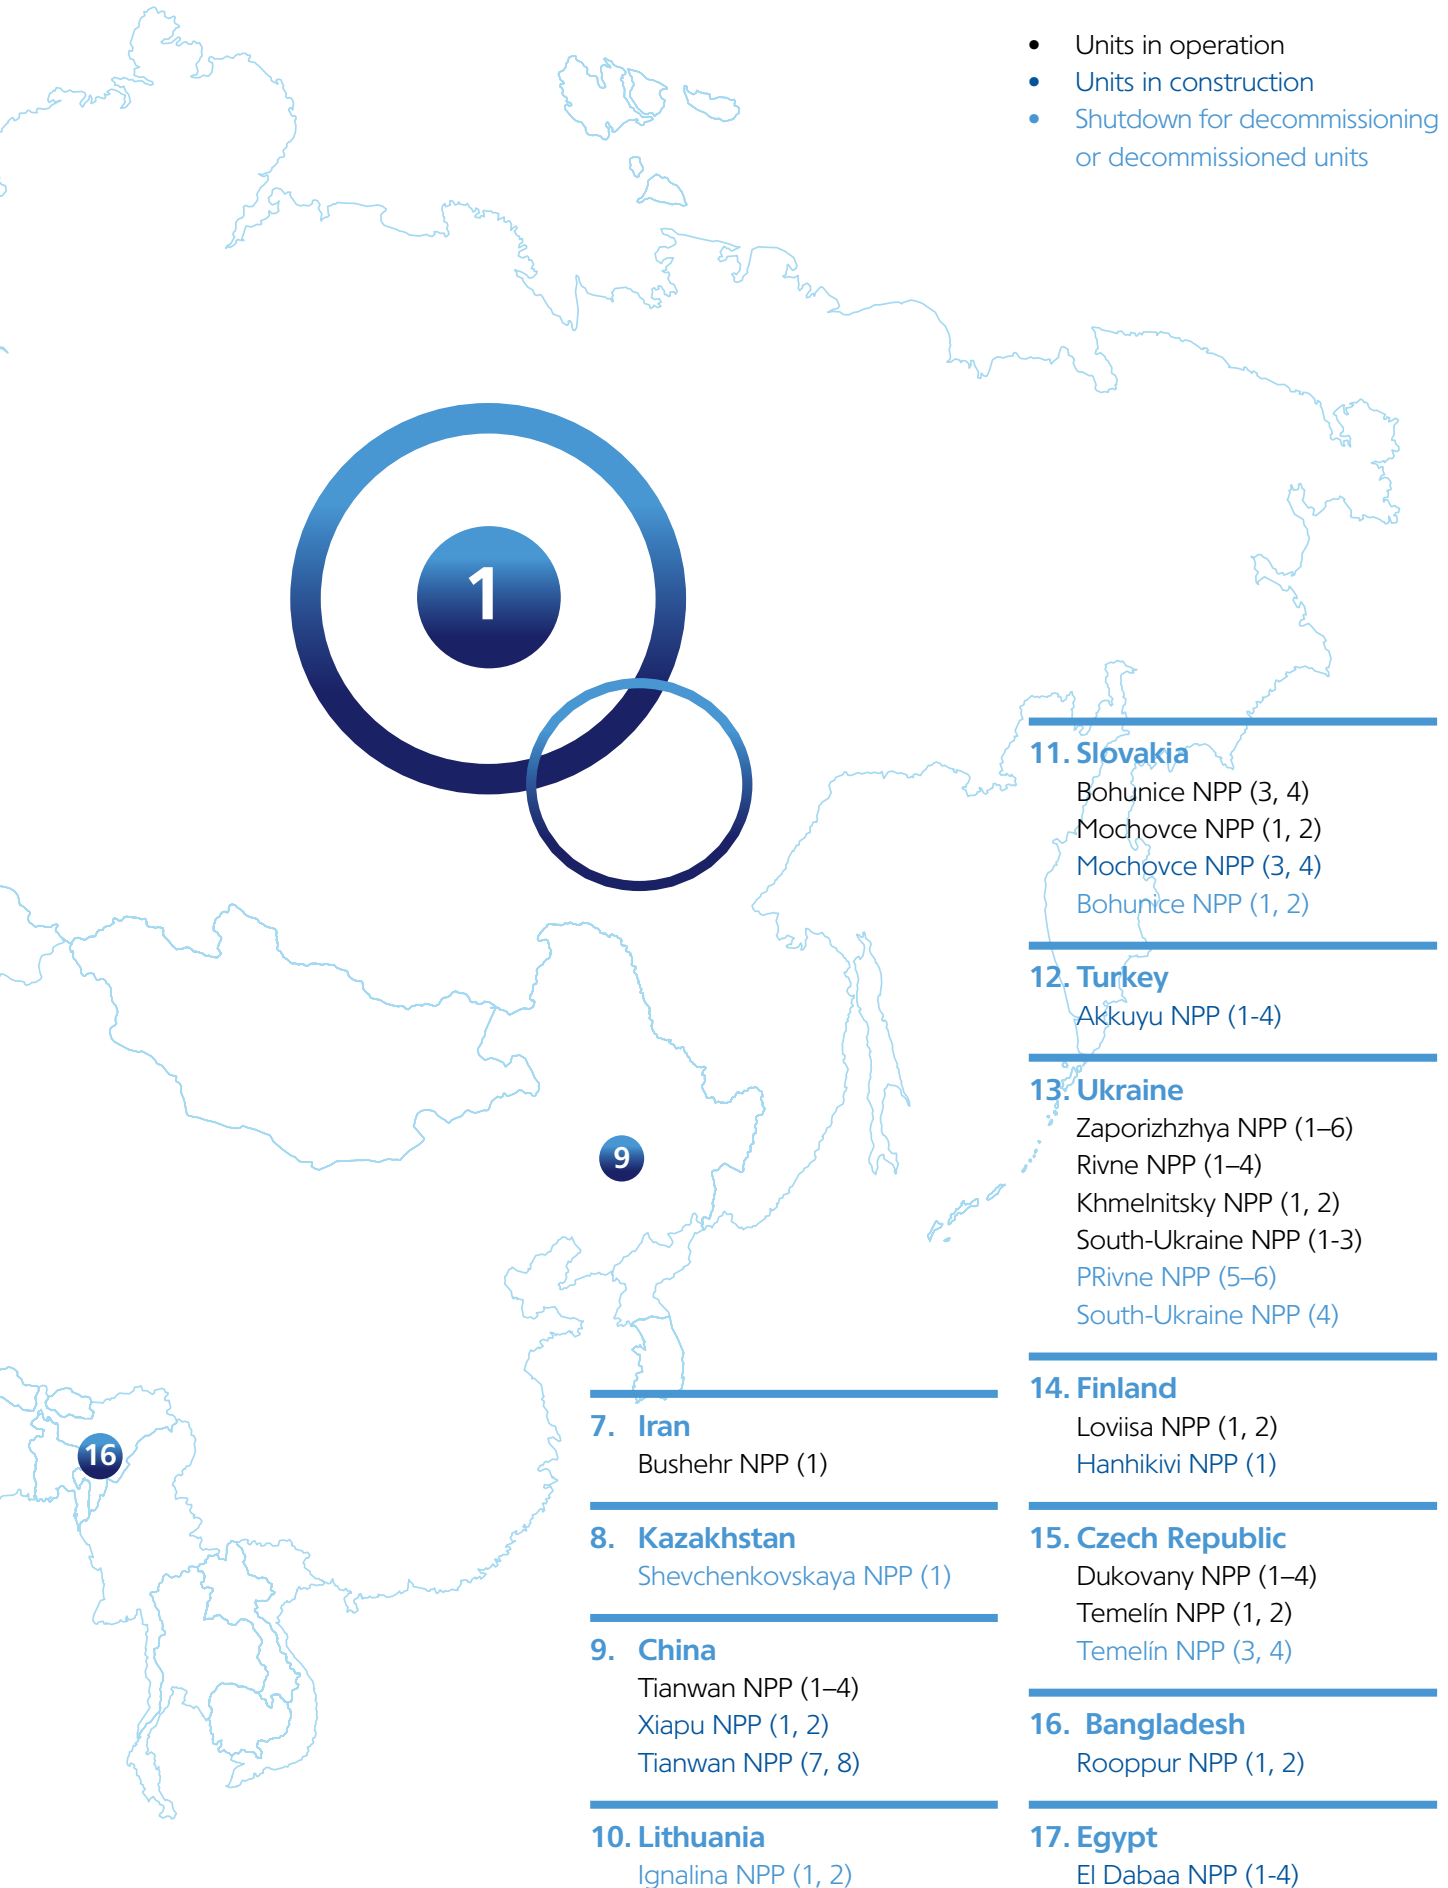 • Units in operation
• Units in construction
• Shutdown for decommissioning
or decommissioned units
1
9
16
7. Iran
Bushehr NPP (1)
8. Kazakhstan
Shevchenkovskaya NPP (1)
9. China
Tianwan NPP (1–4)
Xiapu NPP (1, 2)
Tianwan NPP (7, 8)
10. Lithuania
Ignalina NPP (1, 2)
11. Slovakia
Bohunice NPP (3, 4)
Mochovce NPP (1, 2)
Mochovce NPP (3, 4)
Bohunice NPP (1, 2)
12. Turkey
Akkuyu NPP (1-4)
13. Ukraine
Zaporizhzhya NPP (1–6)
Rivne NPP (1–4)
Khmelnitsky NPP (1, 2)
South-Ukraine NPP (1-3)
PRivne NPP (5–6)
South-Ukraine NPP (4)
14. Finland
Loviisa NPP (1, 2)
Hanhikivi NPP (1)
15. Czech Republic
Dukovany NPP (1–4)
Temelín NPP (1, 2)
Temelín NPP (3, 4)
16. Bangladesh
Rooppur NPP (1, 2)
17. Egypt
El Dabaa NPP (1-4)